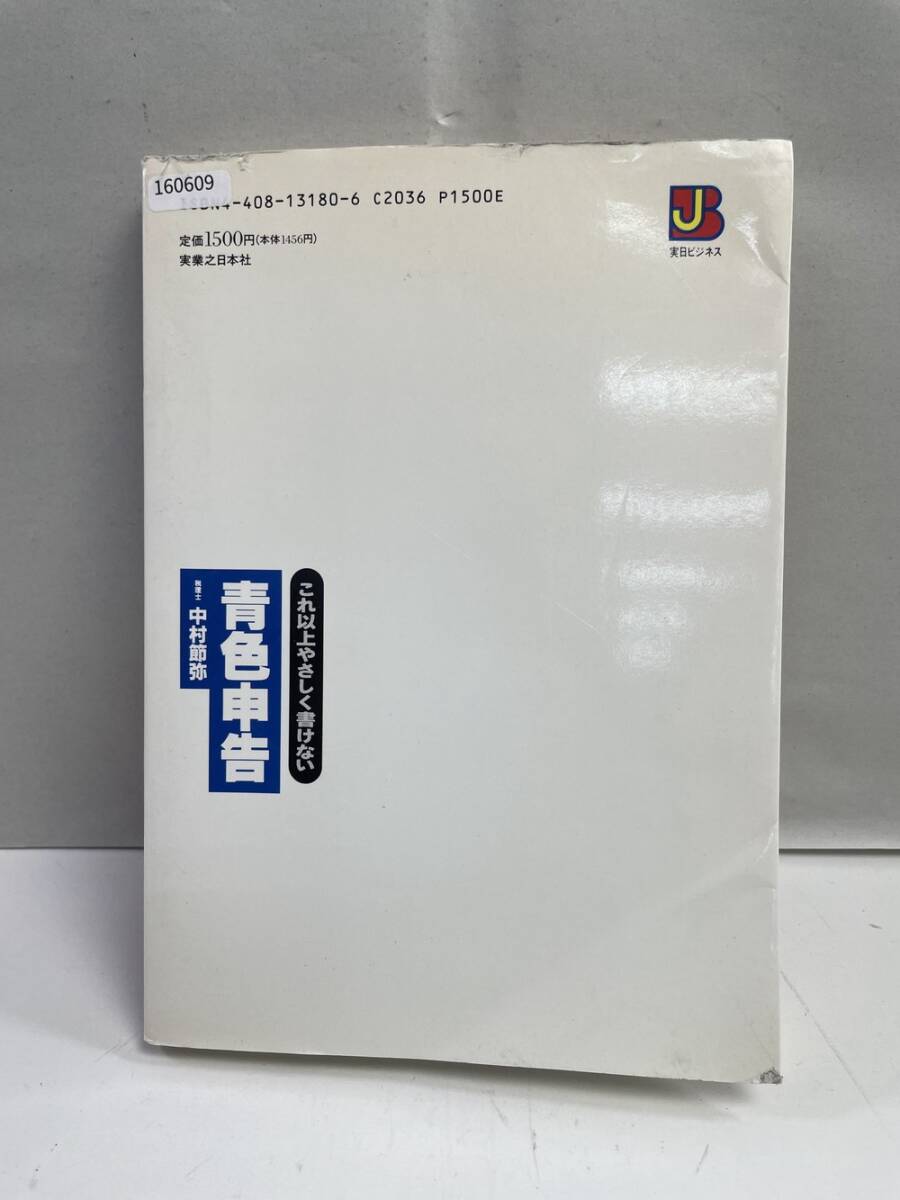 160609
ISBN4-408-13180-6 C2036 P1500E
定価1500円(本体1456円)
実業之日本社
JB
実日ビジネス
これ以上やさしく書けない
青色申告
税理士 中村節弥